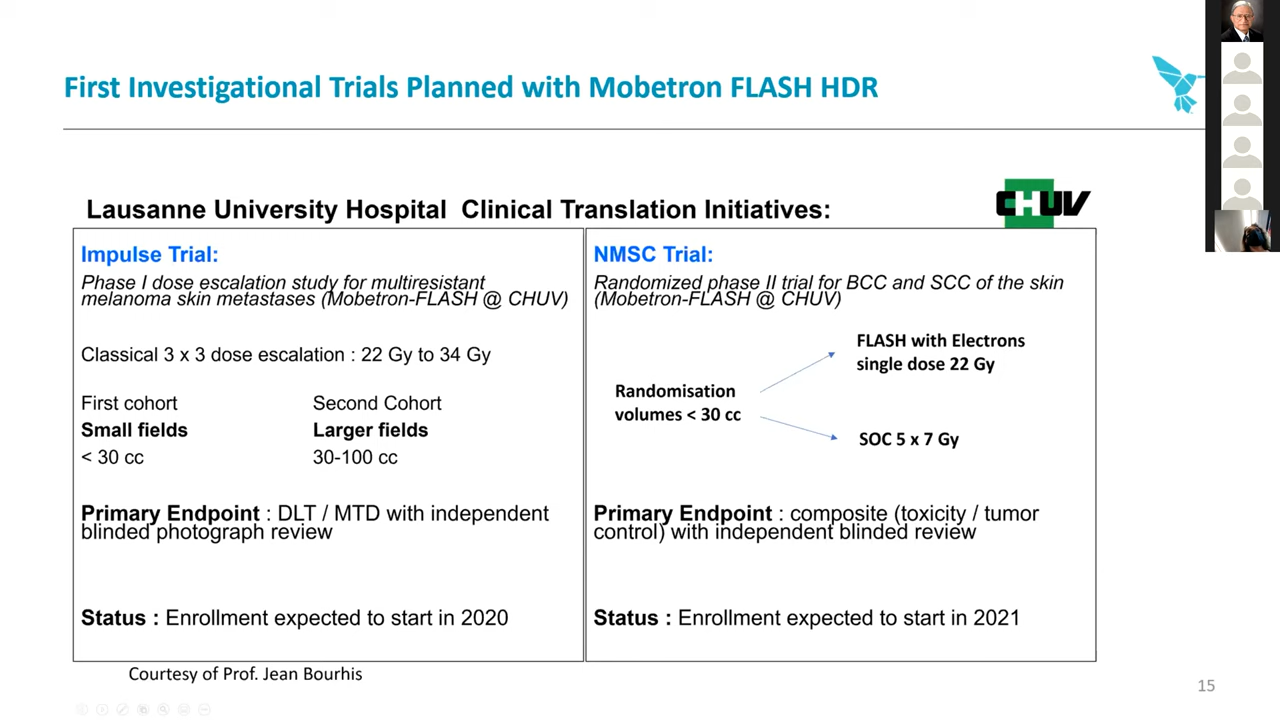 First Investigational Trials Planned with Mobetron FLASH HDR
Lausanne University Hospital Clinical Translation Initiatives:
CHUV
Impulse Trial:
Phase I dose escalation study for multiresistant
melanoma skin metastases (Mobetron-FLASH @ CHUV)
Classical 3 x 3 dose escalation : 22 Gy to 34 Gy
First cohort
Small fields
< 30 cc
Second Cohort
Larger fields
30-100 cc
Primary Endpoint : DLT / MTD with independent
blinded photograph review
Status : Enrollment expected to start in 2020
NMSC Trial:
Randomized phase II trial for BCC and SCC of the skin
(Mobetron-FLASH @ CHUV)
Randomisation
volumes < 30 cc
FLASH with Electrons
single dose 22 Gy
SOC 5 x 7 Gy
Primary Endpoint : composite (toxicity / tumor
control) with independent blinded review
Status : Enrollment expected to start in 2021
Courtesy of Prof. Jean Bourhis
15